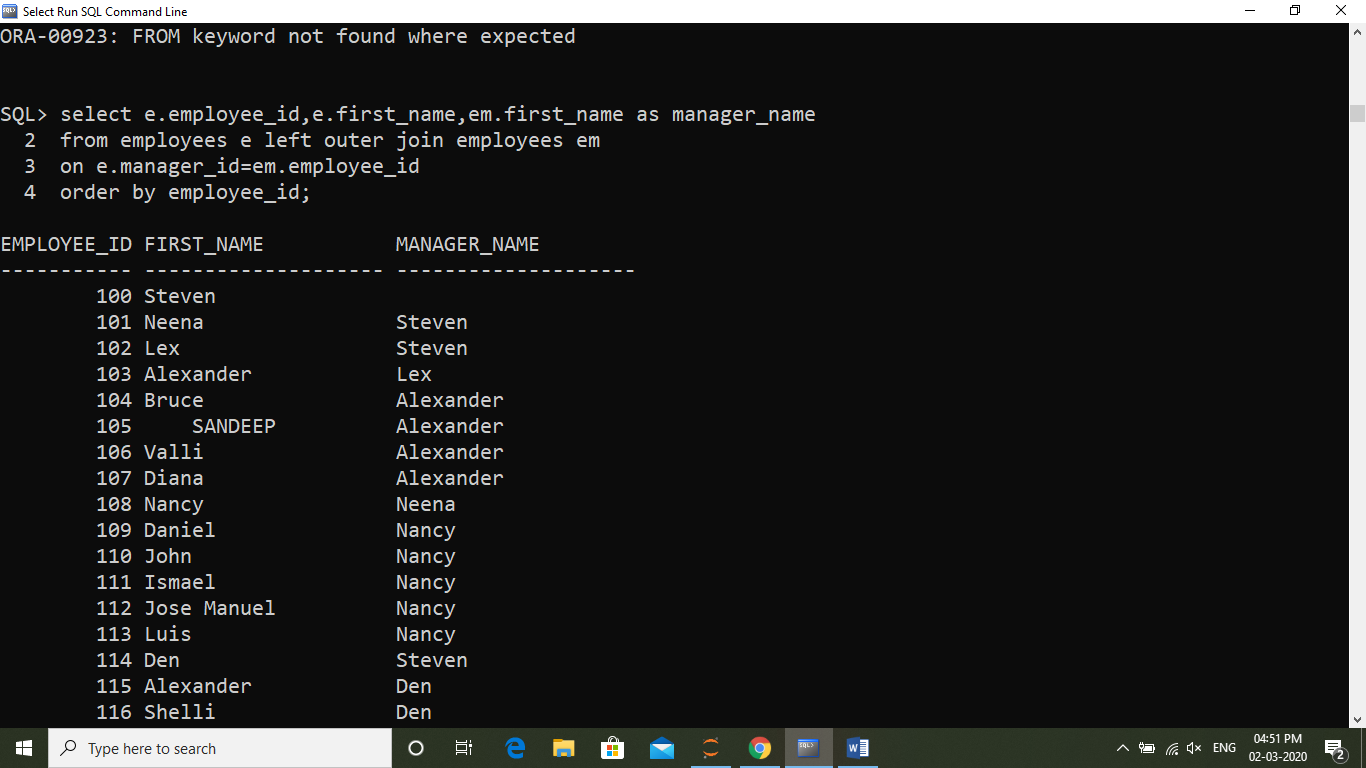 Select Run SQL Command Line
ORA-00923: FROM keyword not found where expected
SQL> select e.employee_id,e.first_name,em.first_name as manager_name
2 from employees e left outer join employees em
3 on e.manager_id=em.employee_id
4 order by employee_id;
EMPLOYEE_ID FIRST_NAME MANAGER_NAME
----------- -------------------- --------------------
100 Steven
101 Neena Steven
102 Lex Steven
103 Alexander Lex
104 Bruce Alexander
105 SANDEEP Alexander
106 Valli Alexander
107 Diana Alexander
108 Nancy Neena
109 Daniel Nancy
110 John Nancy
111 Ismael Nancy
112 Jose Manuel Nancy
113 Luis Nancy
114 Den Steven
115 Alexander Den
116 Shelli Den
Type here to search
ENG
04:51 PM
02-03-2020
2